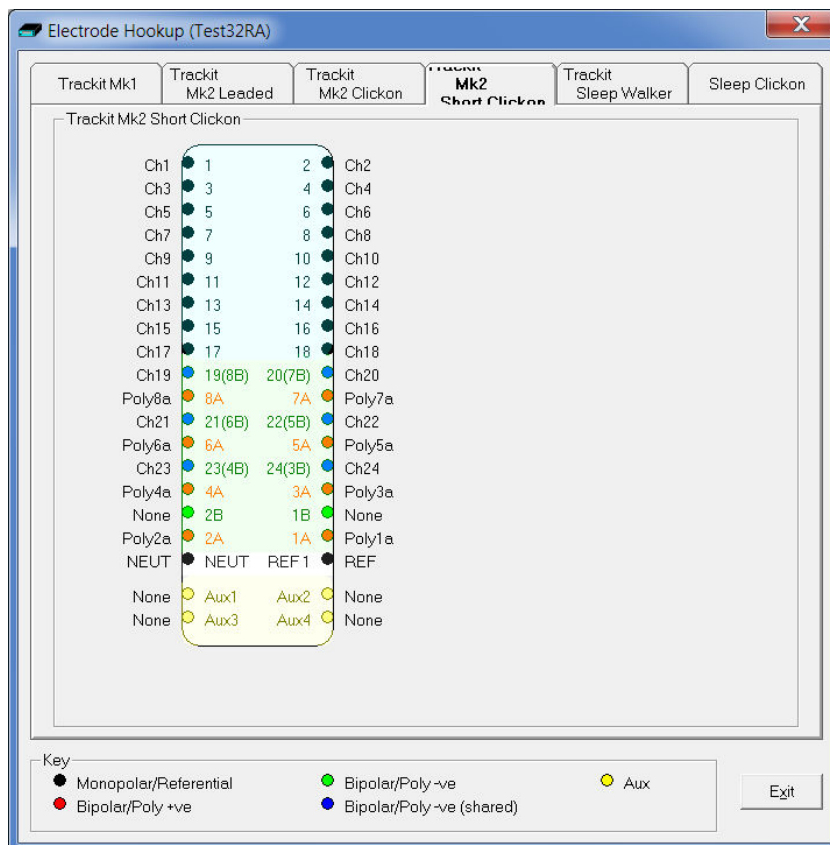 Electrode Hookup (Test32RA)
Trackit Mk1
Trackit
Mk2 Leaded
Trackit
Mk2 Clickon
Trackit
Mk2
Short Clickon
Trackit
Sleep Walker
Sleep Clickon
Trackit Mk2 Short Clickon
Ch1 1 2 Ch2
Ch3 3 4 Ch4
Ch5 5 6 Ch6
Ch7 7 8 Ch8
Ch9 9 10 Ch10
Ch11 11 12 Ch12
Ch13 13 14 Ch14
Ch15 15 16 Ch16
Ch17 17 18 Ch18
Ch19 19(8B) 20(7B) Ch20
Poly8a 8A 7A Poly7a
Ch21 21(6B) 22(5B) Ch22
Poly6a 6A 5A Poly5a
Ch23 23(4B) 24(3B) Ch24
Poly4a 4A 3A Poly3a
None 2B 1B None
Poly2a 2A 1A Poly1a
NEUT NEUT REF1 REF
None Aux1 Aux2 None
None Aux3 Aux4 None
Key
Monopolar/Referential
Bipolar/Poly -ve
Aux
Bipolar/Poly +ve
Bipolar/Poly -ve (shared)
Exit